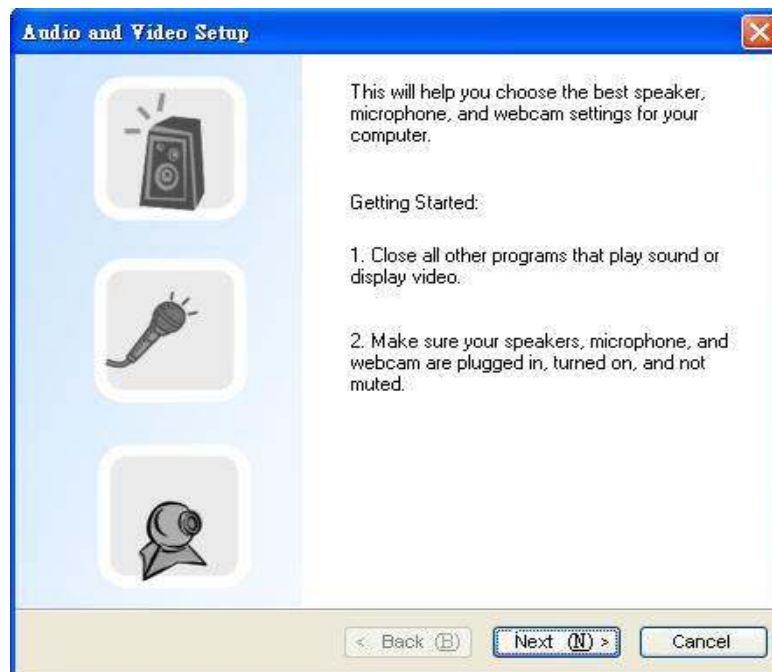 Audio and Video Setup
This will help you choose the best speaker,
microphone, and webcam settings for your
computer.
Getting Started:
1. Close all other programs that play sound or
display video.
2. Make sure your speakers, microphone, and
webcam are plugged in, turned on, and not
muted.
< Back (B)
Next (N) >
Cancel